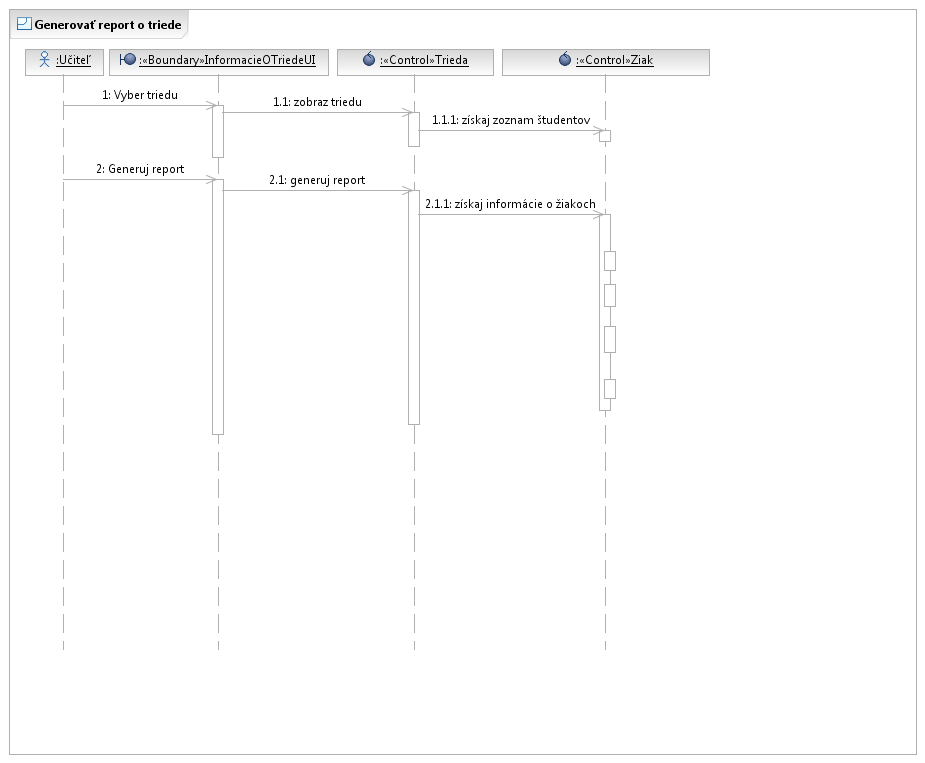 Generovať report o triede
:Učiteľ
:«Boundary»InformacieOTriedeUI
:«Control»Trieda
:«Control»Ziak
1: Vyber triedu
1.1: zobraz triedu
1.1.1: získaj zoznam študentov
2: Generuj report
2.1: generuj report
2.1.1: získaj informácie o žiakoch